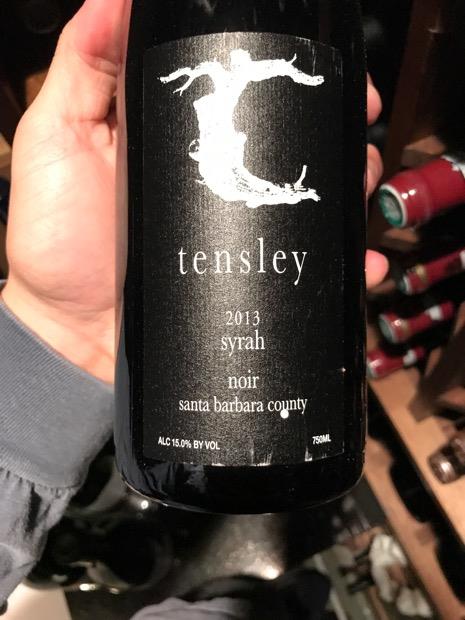 tensley
2013
syrah
noir
santa barbara county
ALC 15.0% BY VOL
750ML